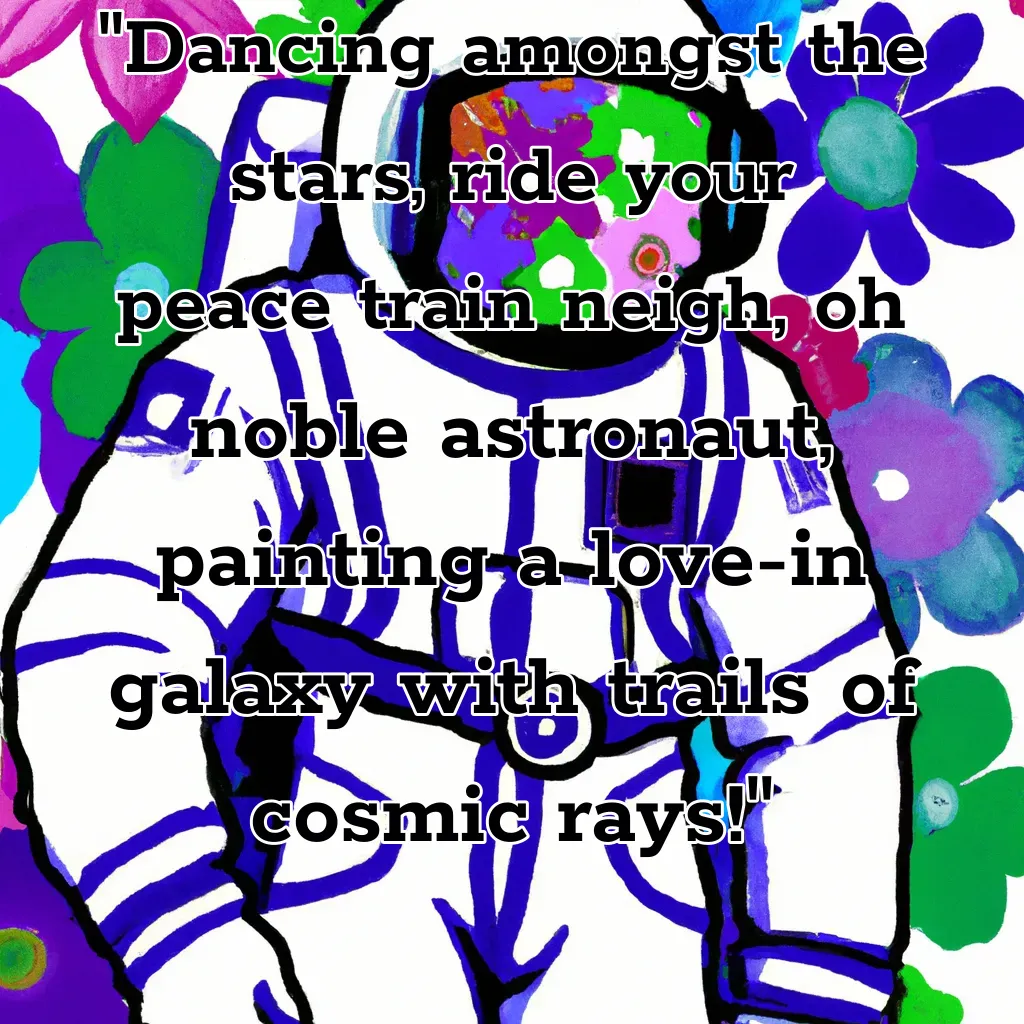 "Dancing amongst the
stars, ride your
peace train neigh, oh
noble astronaut,
painting a love-in
galaxy with trails of
cosmic rays!"